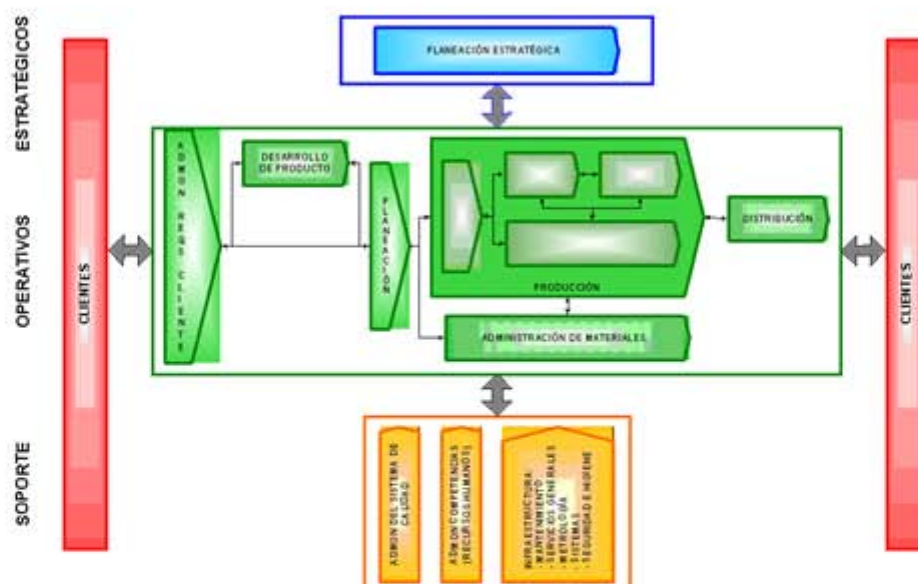 ESTRATÉGICOS
PLANEACIÓN ESTRATÉGICA
OPERATIVOS
CLIENTES
ADMON REQS CLIENTE
DESARROLLO
DE PRODUCTO
PLANEACIÓN
PRODUCCIÓN
ADMINISTRACIÓN DE MATERIALES
DISTRIBUCIÓN
CLIENTES
SOPORTE
ADMON DEL SISTEMA DE
CALIDAD
ADMON COMPETENCIAS
(RECURSOS HUMANOS)
INFRAESTRUCTURA:
- MANTENIMIENTO
- SERVICIOS GENERALES
- METROLOGÍA
- SISTEMAS
- SEGURIDAD E HIGIENE